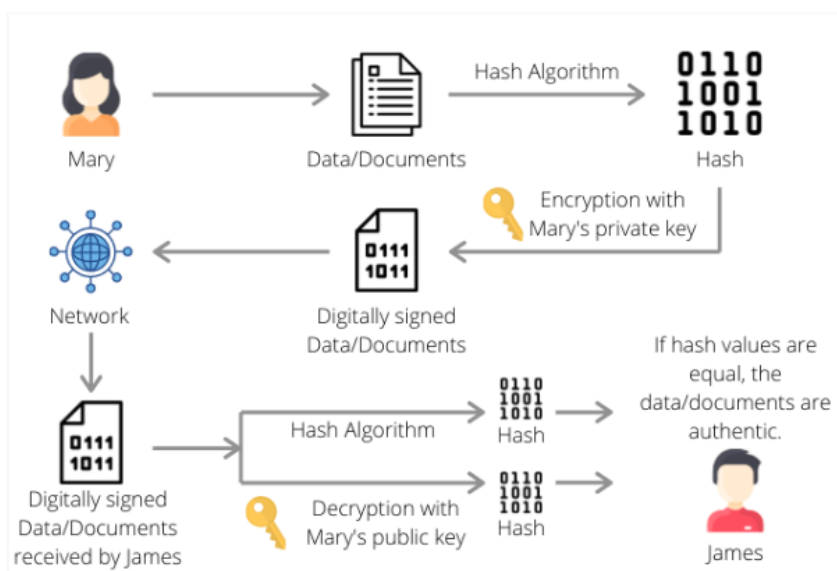 Hash Algorithm
0110
1001
1010
Mary
Data/Documents
Hash
Encryption with
Mary's private key
0111
1011
Network
Digitally signed
Data/Documents
If hash values are
equal, the
data/documents are
authentic.
0111
1011
Hash Algorithm
0110
1001
1010
Hash
Digitally signed
Data/Documents
received by James
Decryption with
Mary's public key
0110
1001
1010
Hash
James